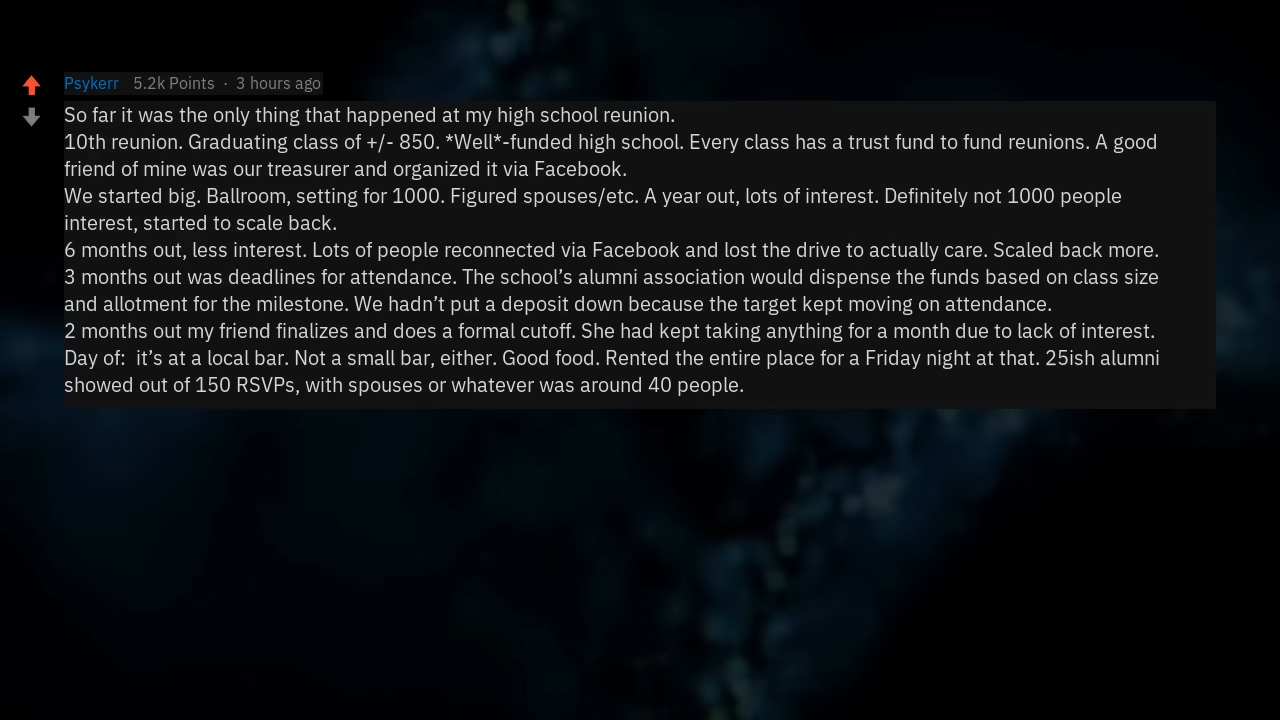 Psykerr 5.2k Points · 3 hours ago
So far it was the only thing that happened at my high school reunion.
10th reunion. Graduating class of +/- 850. *Well*-funded high school. Every class has a trust fund to fund reunions. A good
friend of mine was our treasurer and organized it via Facebook.
We started big. Ballroom, setting for 1000. Figured spouses/etc. A year out, lots of interest. Definitely not 1000 people
interest, started to scale back.
6 months out, less interest. Lots of people reconnected via Facebook and lost the drive to actually care. Scaled back more.
3 months out was deadlines for attendance. The school’s alumni association would dispense the funds based on class size
and allotment for the milestone. We hadn’t put a deposit down because the target kept moving on attendance.
2 months out my friend finalizes and does a formal cutoff. She had kept taking anything for a month due to lack of interest.
Day of:  it’s at a local bar. Not a small bar, either. Good food. Rented the entire place for a Friday night at that. 25ish alumni
showed out of 150 RSVPs, with spouses or whatever was around 40 people.